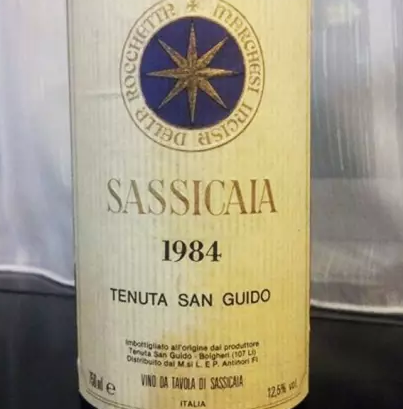 MARCHESI INCISA DELLA ROCCHETTA
SASSICAIA
1984
TENUTA SAN GUIDO
Imbottigliato all'origine dal produttore
Tenuta San Guido - Bolgheri (107 LI)
Distribuito dai M.si L. E P. Antinori FI
750 ml e
VINO DA TAVOLA DI SASSICAIA
12,5% vol.
ITALIA